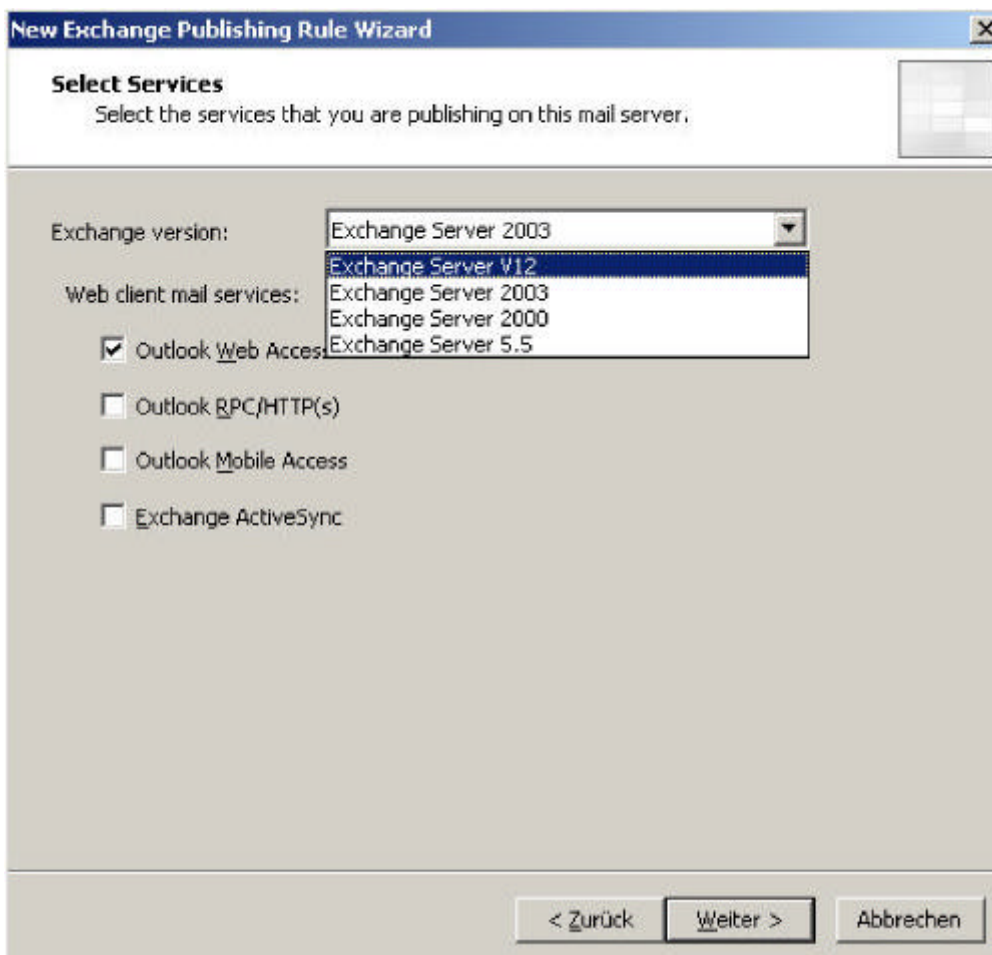 New Exchange Publishing Rule Wizard
Select Services
Select the services that you are publishing on this mail server.
Exchange version:
Exchange Server 2003
Exchange Server V12
Exchange Server 2003
Exchange Server 2000
Exchange Server 5.5
Web client mail services:
Outlook Web Access
Outlook RPC/HTTP(s)
Outlook Mobile Access
Exchange ActiveSync
< Zurück
Weiter >
Abbrechen